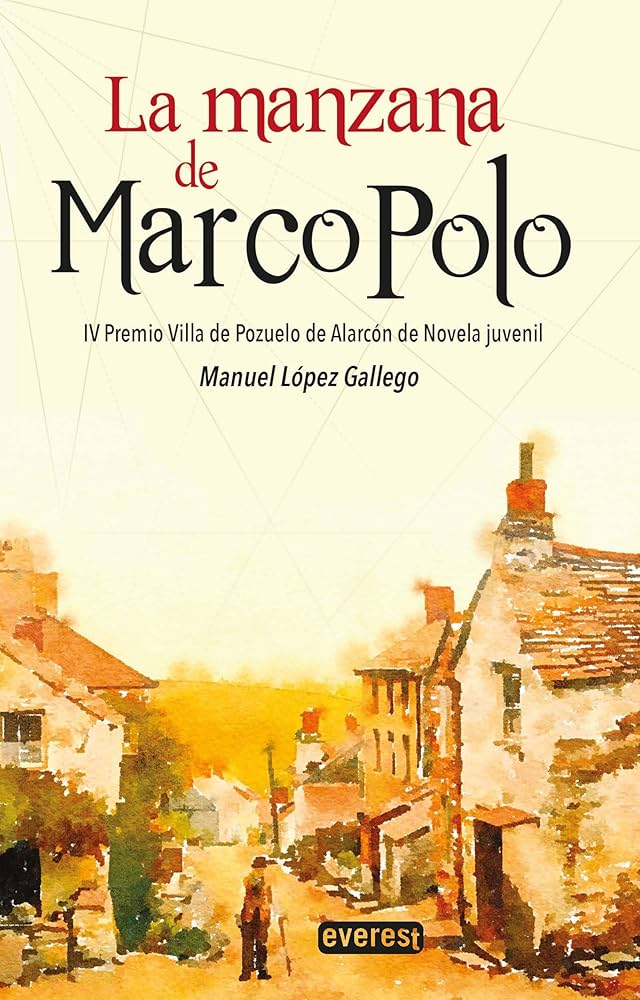 La manzana
de
Marco Polo
IV Premio Villa de Pozuelo de Alarcón de Novela juvenil
Manuel López Gallego
everest